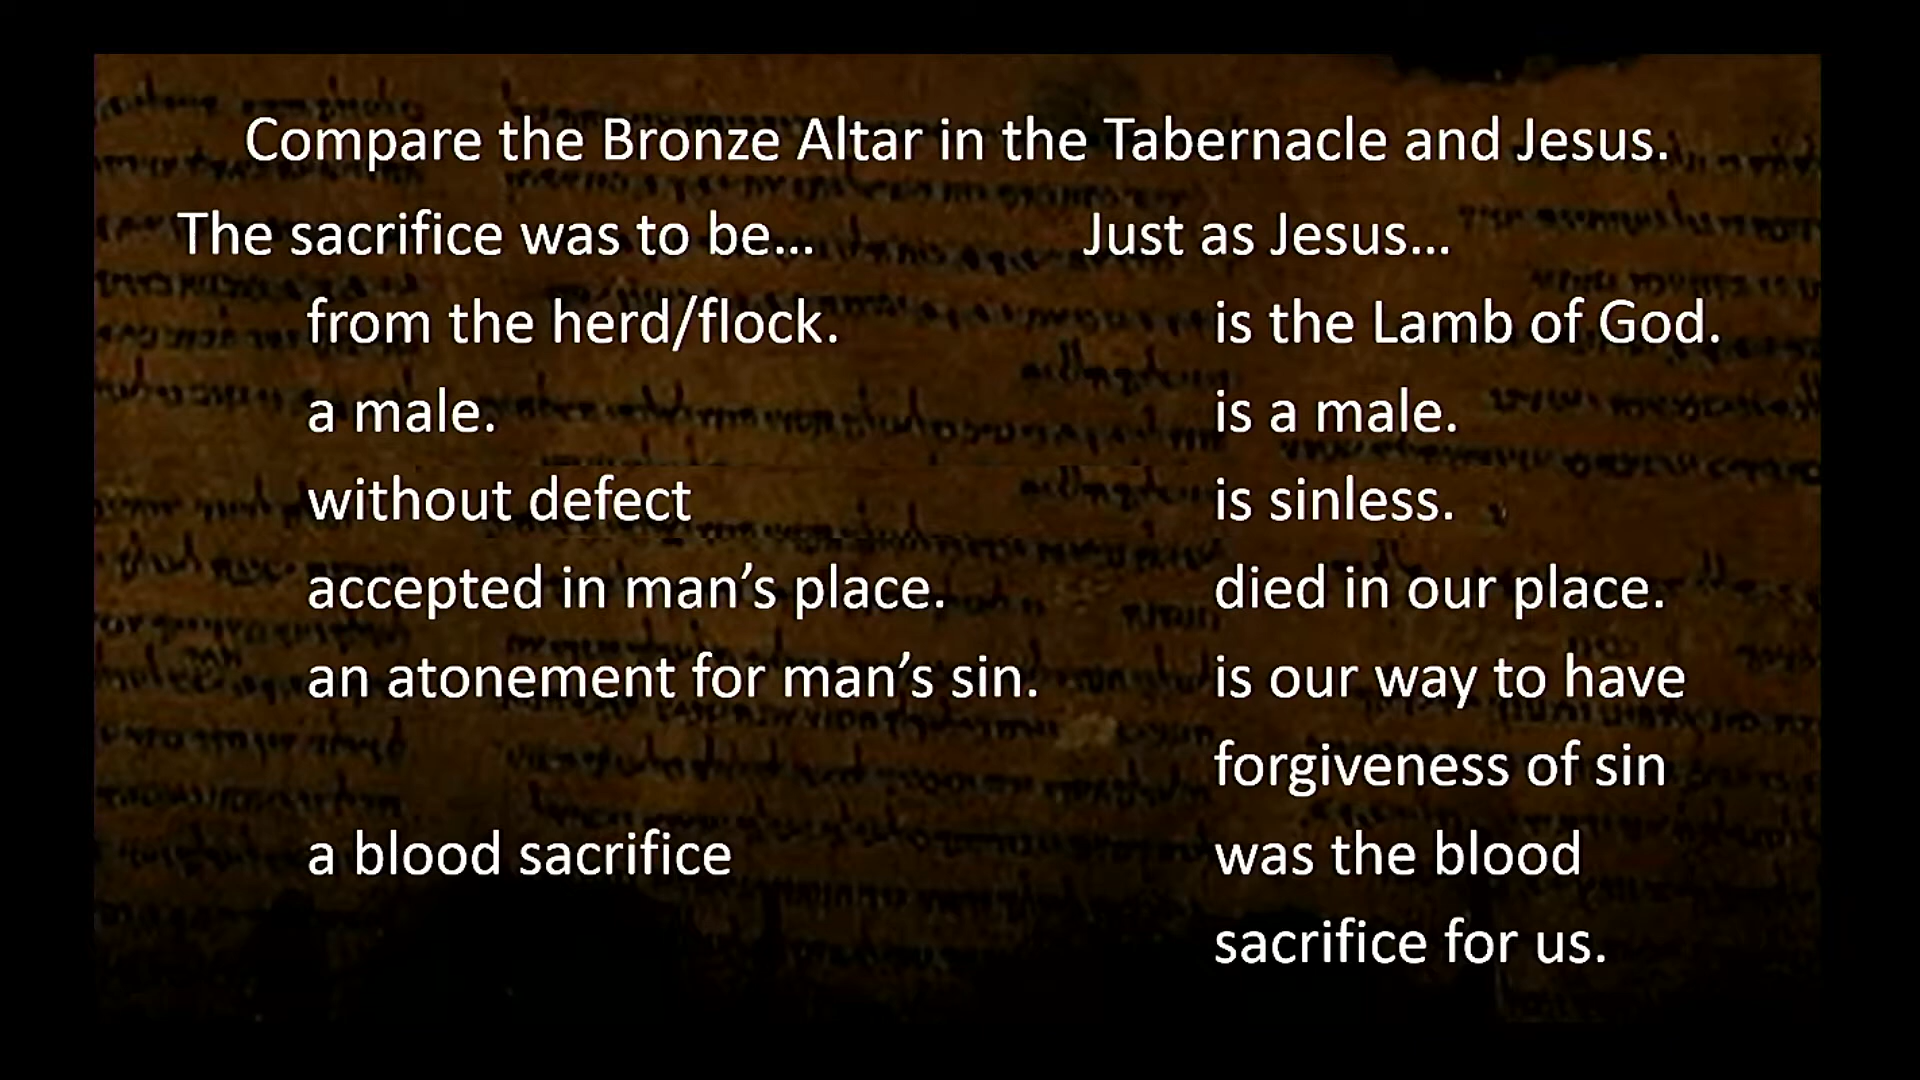 Compare the Bronze Altar in the Tabernacle and Jesus.
The sacrifice was to be…
from the herd/flock.
a male.
without defect
accepted in man’s place.
an atonement for man’s sin.
a blood sacrifice
Just as Jesus…
is the Lamb of God.
is a male.
is sinless.
died in our place.
is our way to have
forgiveness of sin
was the blood
sacrifice for us.